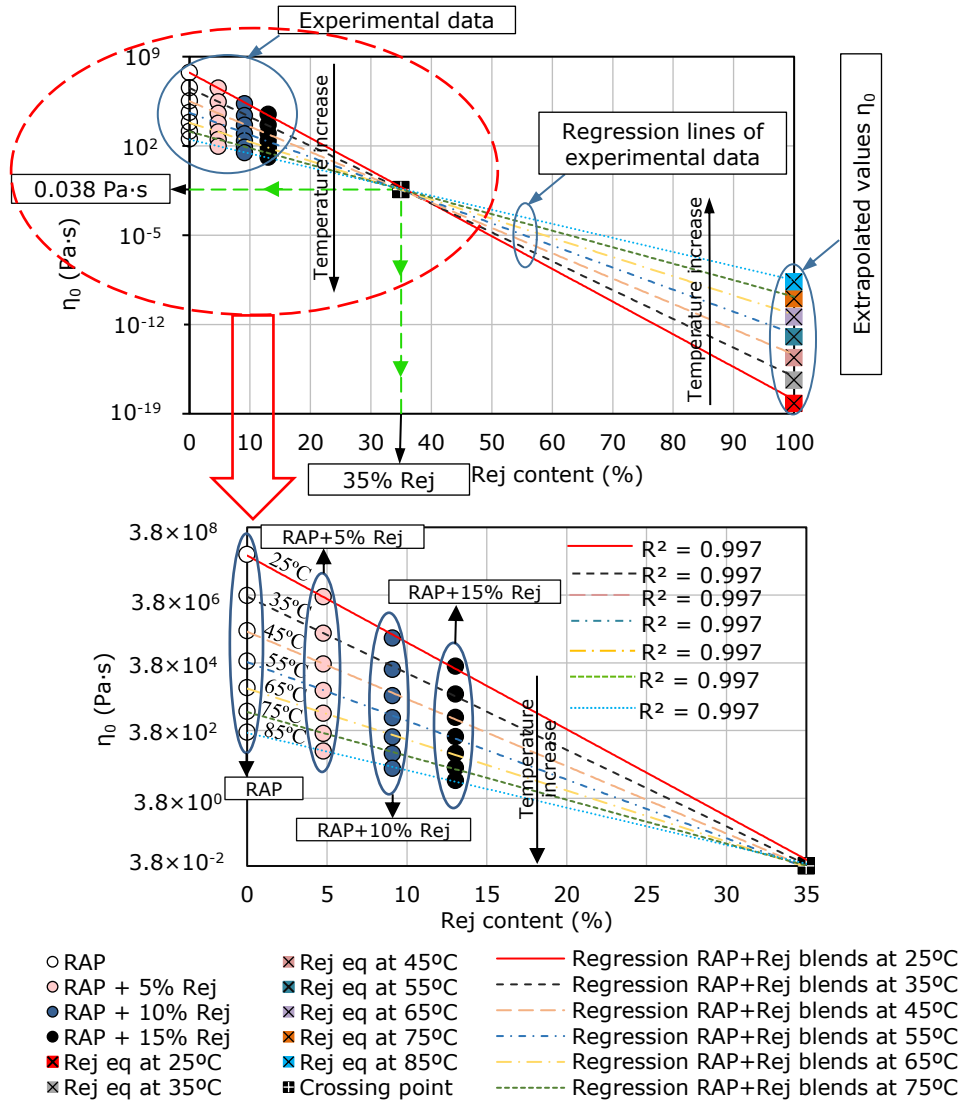 Experimental data
10⁹
10²
10⁻⁵
10⁻¹²
10⁻¹⁹
η₀ (Pa·s)
0.038 Pa·s
Temperature increase
Regression lines of
experimental data
Temperature increase
Extrapolated values η₀
0 10 20 30 40 50 60 70 80 90 100
35% Rej
Rej content (%)
3.8×10⁸
3.8×10⁶
3.8×10⁴
3.8×10²
3.8×10⁰
3.8×10⁻²
η₀ (Pa·s)
RAP+5% Rej
RAP+15% Rej
25ºC
35ºC
45ºC
55ºC
65ºC
75ºC
85ºC
R² = 0.997
R² = 0.997
R² = 0.997
R² = 0.997
R² = 0.997
R² = 0.997
R² = 0.997
Temperature
increase
RAP
RAP+10% Rej
0 5 10 15 20 25 30 35
Rej content (%)
RAP
RAP + 5% Rej
RAP + 10% Rej
RAP + 15% Rej
Rej eq at 25ºC
Rej eq at 35ºC
Rej eq at 45ºC
Rej eq at 55ºC
Rej eq at 65ºC
Rej eq at 75ºC
Rej eq at 85ºC
Crossing point
Regression RAP+Rej blends at 25ºC
Regression RAP+Rej blends at 35ºC
Regression RAP+Rej blends at 45ºC
Regression RAP+Rej blends at 55ºC
Regression RAP+Rej blends at 65ºC
Regression RAP+Rej blends at 75ºC